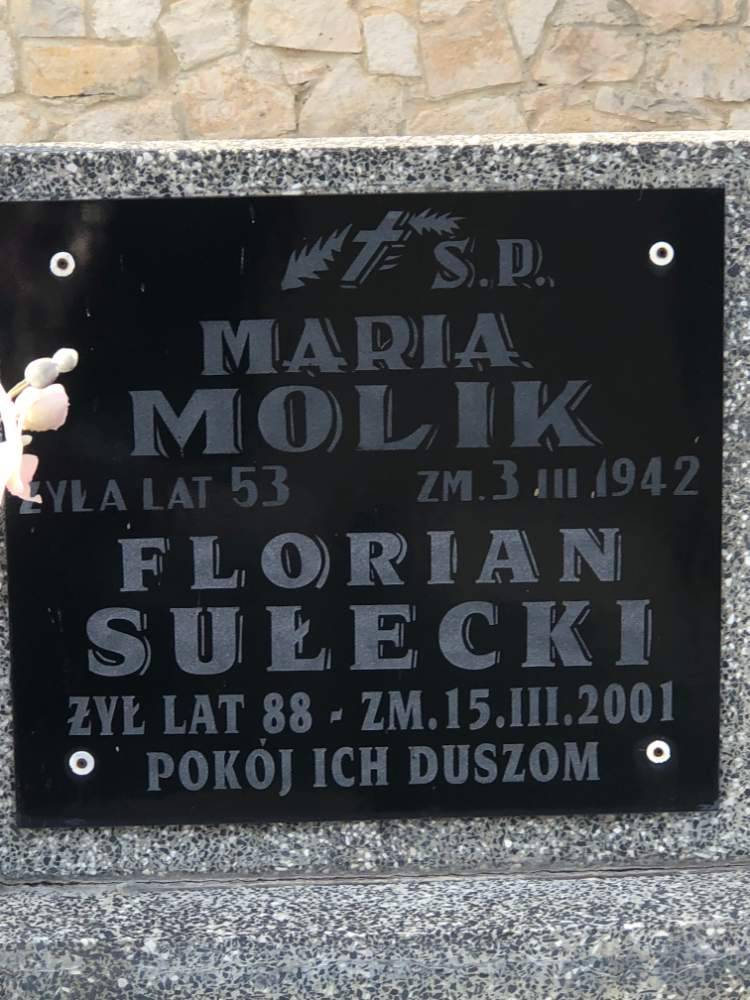 Ś.P.
MARIA
MOLIK
ŻYŁA LAT 53 ZM. 3 III 1942
FLORIAN
SUŁECKI
ŻYŁ LAT 88 - ZM. 15.III.2001
POKÓJ ICH DUSZOM